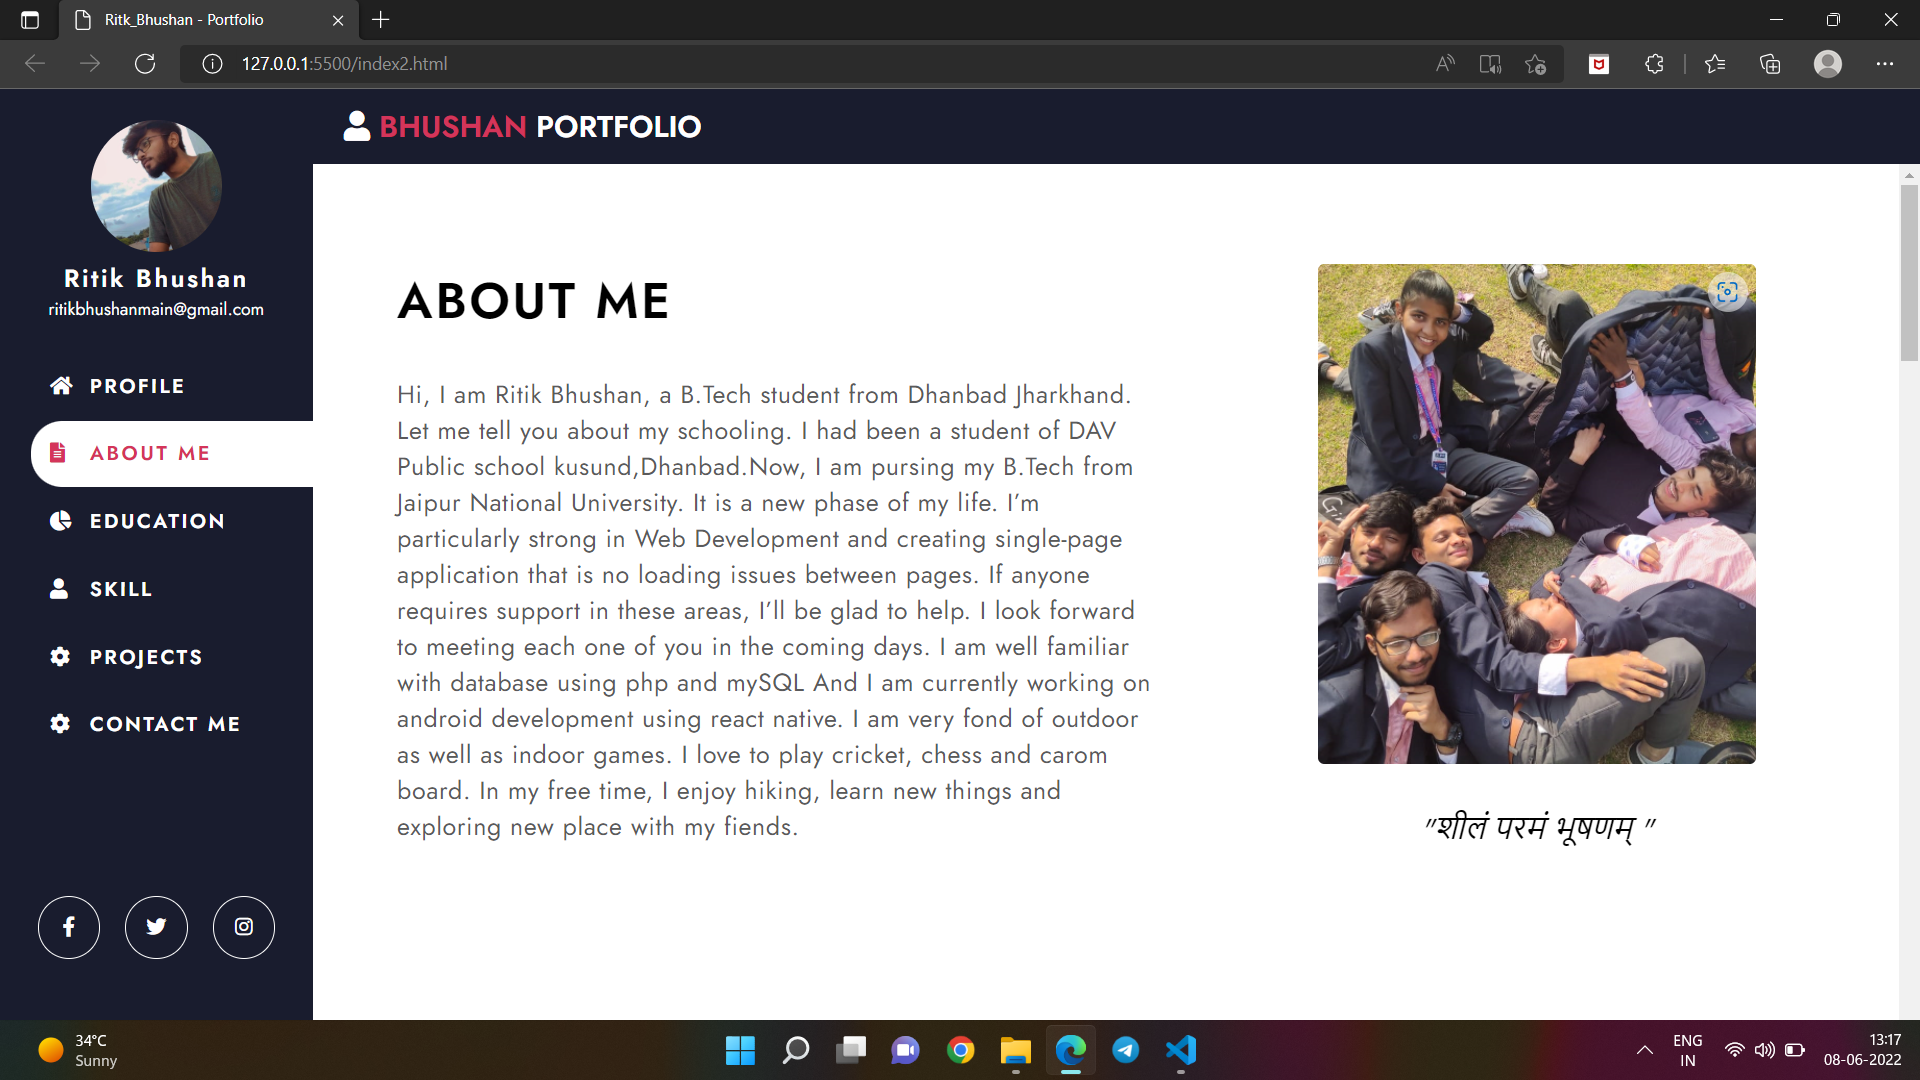 Ritk_Bhushan - Portfolio
127.0.0.1:5500/index2.html
BHUSHAN PORTFOLIO
Ritik Bhushan
ritikbhushanmain@gmail.com
PROFILE
ABOUT ME
EDUCATION
SKILL
PROJECTS
CONTACT ME
ABOUT ME
Hi, I am Ritik Bhushan, a B.Tech student from Dhanbad Jharkhand.
Let me tell you about my schooling. I had been a student of DAV
Public school kusund,Dhanbad.Now, I am pursing my B.Tech from
Jaipur National University. It is a new phase of my life. I’m
particularly strong in Web Development and creating single-page
application that is no loading issues between pages. If anyone
requires support in these areas, I’ll be glad to help. I look forward
to meeting each one of you in the coming days. I am well familiar
with database using php and mySQL And I am currently working on
android development using react native. I am very fond of outdoor
as well as indoor games. I love to play cricket, chess and carom
board. In my free time, I enjoy hiking, learn new things and
exploring new place with my fiends.
"शीलं परमं भूषणम् "
34°C
Sunny
ENG
IN
13:17
08-06-2022